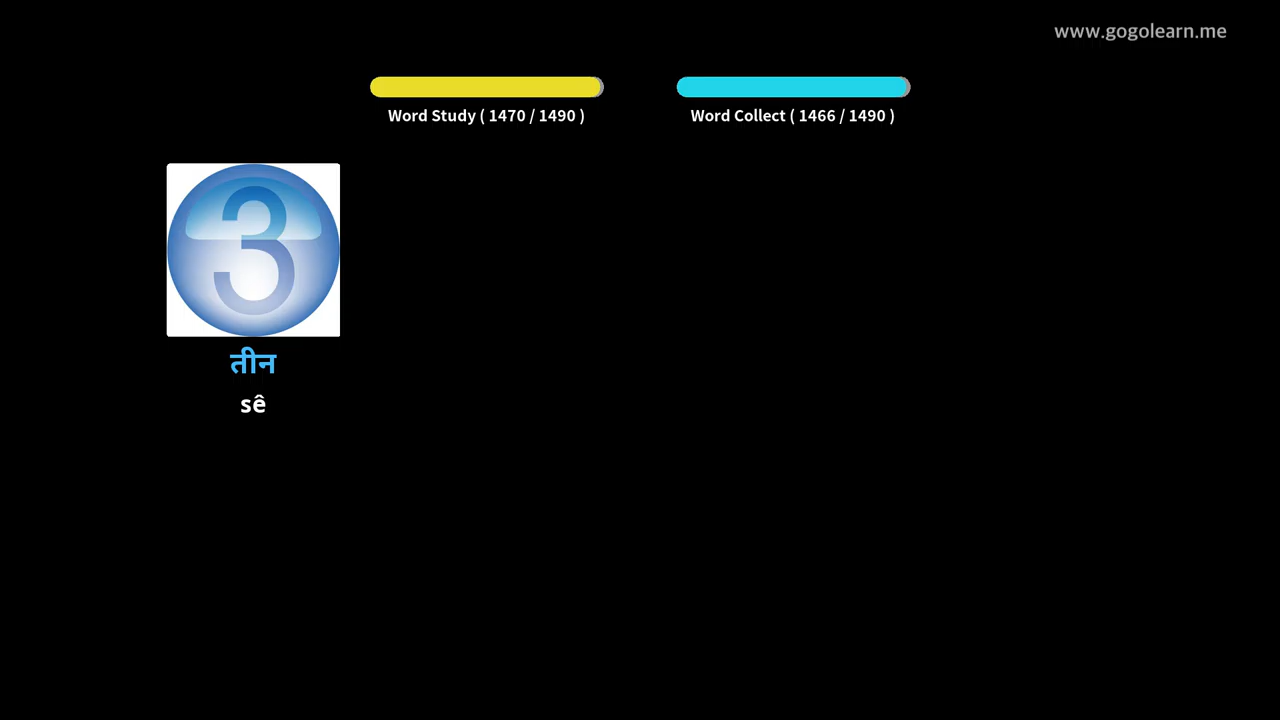 www.gogolearn.me
Word Study ( 1470 / 1490 )
Word Collect ( 1466 / 1490 )
3
तीन
sê